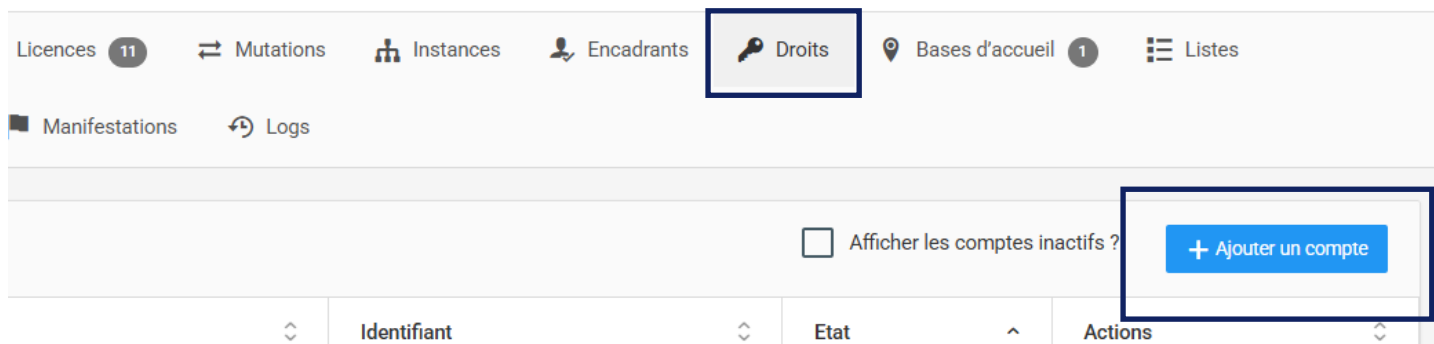 Licences 11 Mutations Instances Encadrants Droits Bases d'accueil 1 Listes
Manifestations Logs
Afficher les comptes inactifs ? + Ajouter un compte
Identifiant Etat Actions